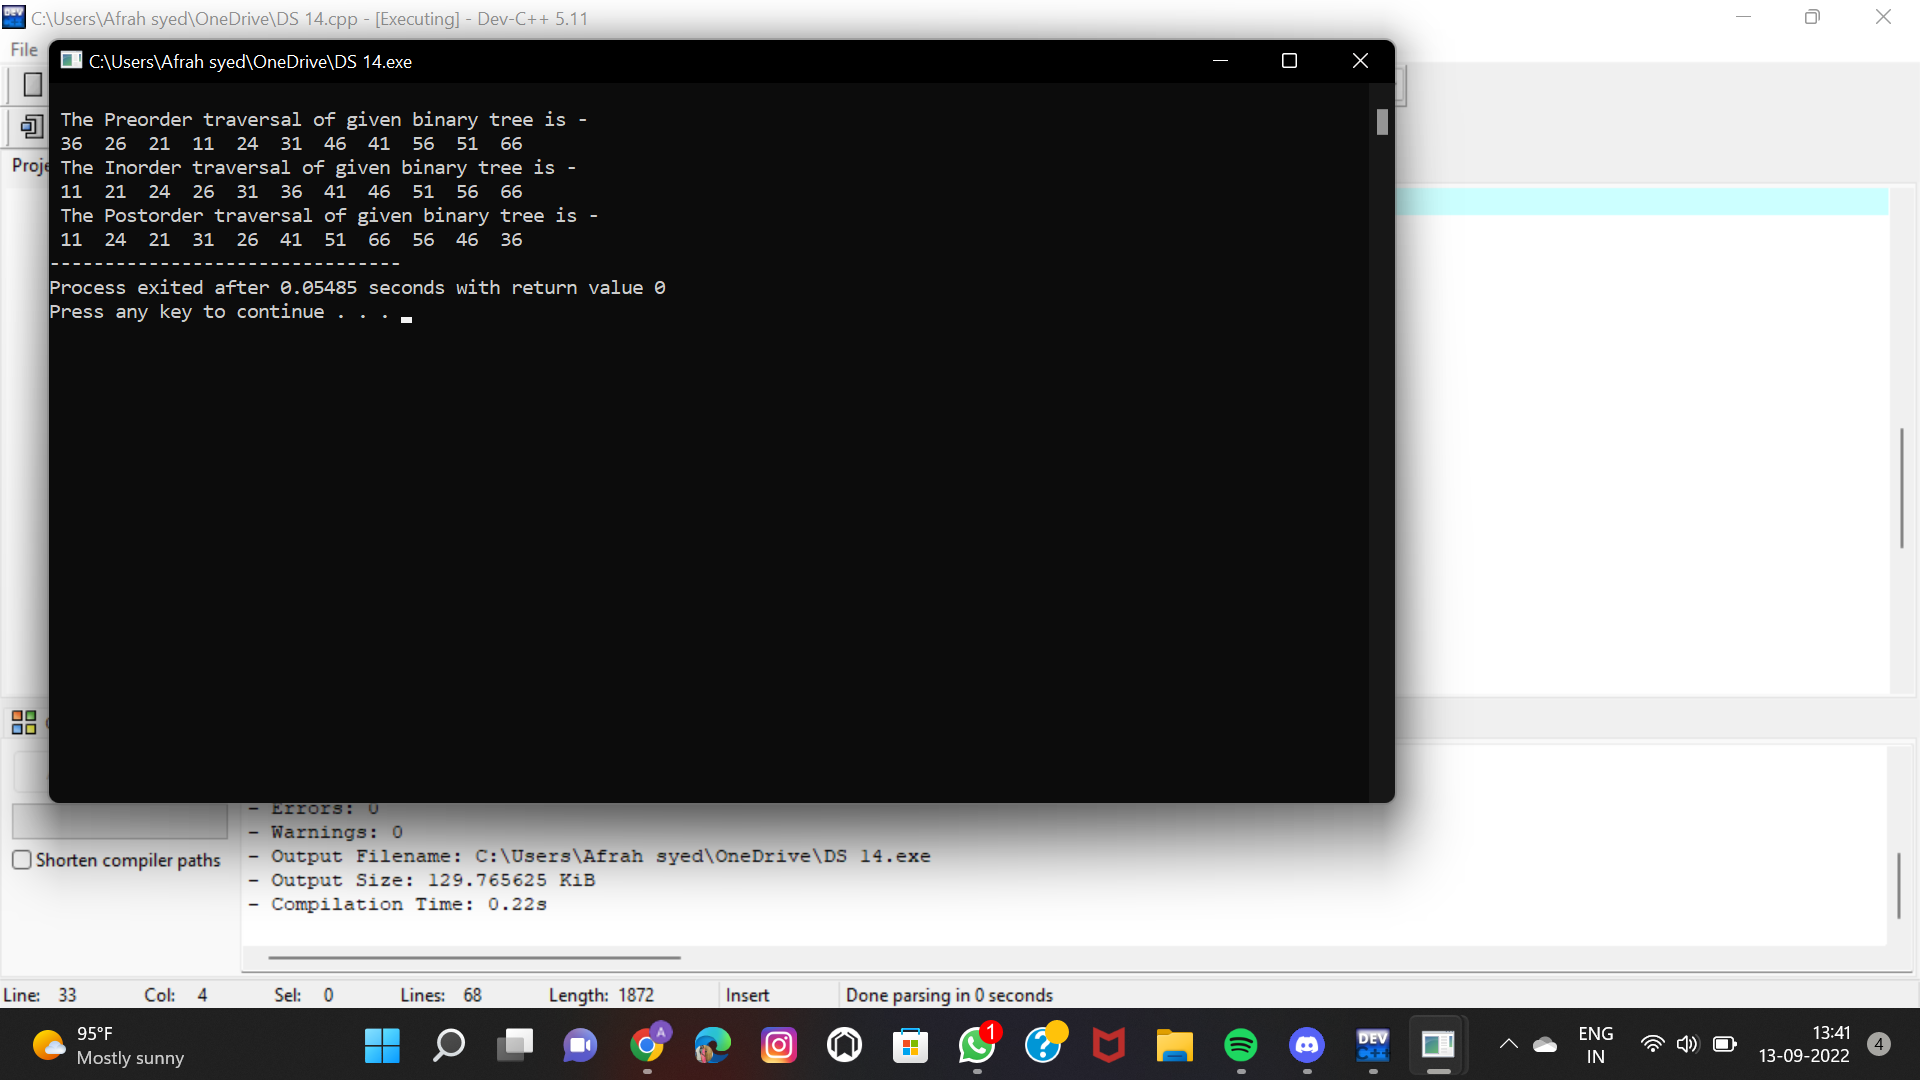 C:\Users\Afrah syed\OneDrive\DS 14.cpp - [Executing] - Dev-C++ 5.11
File
C:\Users\Afrah syed\OneDrive\DS 14.exe
The Preorder traversal of given binary tree is -
36 26 21 11 24 31 46 41 56 51 66
The Inorder traversal of given binary tree is -
11 21 24 26 31 36 41 46 51 56 66
The Postorder traversal of given binary tree is -
11 24 21 31 26 41 51 66 56 46 36
--------------------------------
Process exited after 0.05485 seconds with return value 0
Press any key to continue . . .
- Errors: 0
- Warnings: 0
Shorten compiler paths
- Output Filename: C:\Users\Afrah syed\OneDrive\DS 14.exe
- Output Size: 129.765625 KiB
- Compilation Time: 0.22s
Line: 33 Col: 4 Sel: 0 Lines: 68 Length: 1872 Insert Done parsing in 0 seconds
95°F
Mostly sunny
A
1
DEV
C++
ENG
IN
13:41
13-09-2022
4